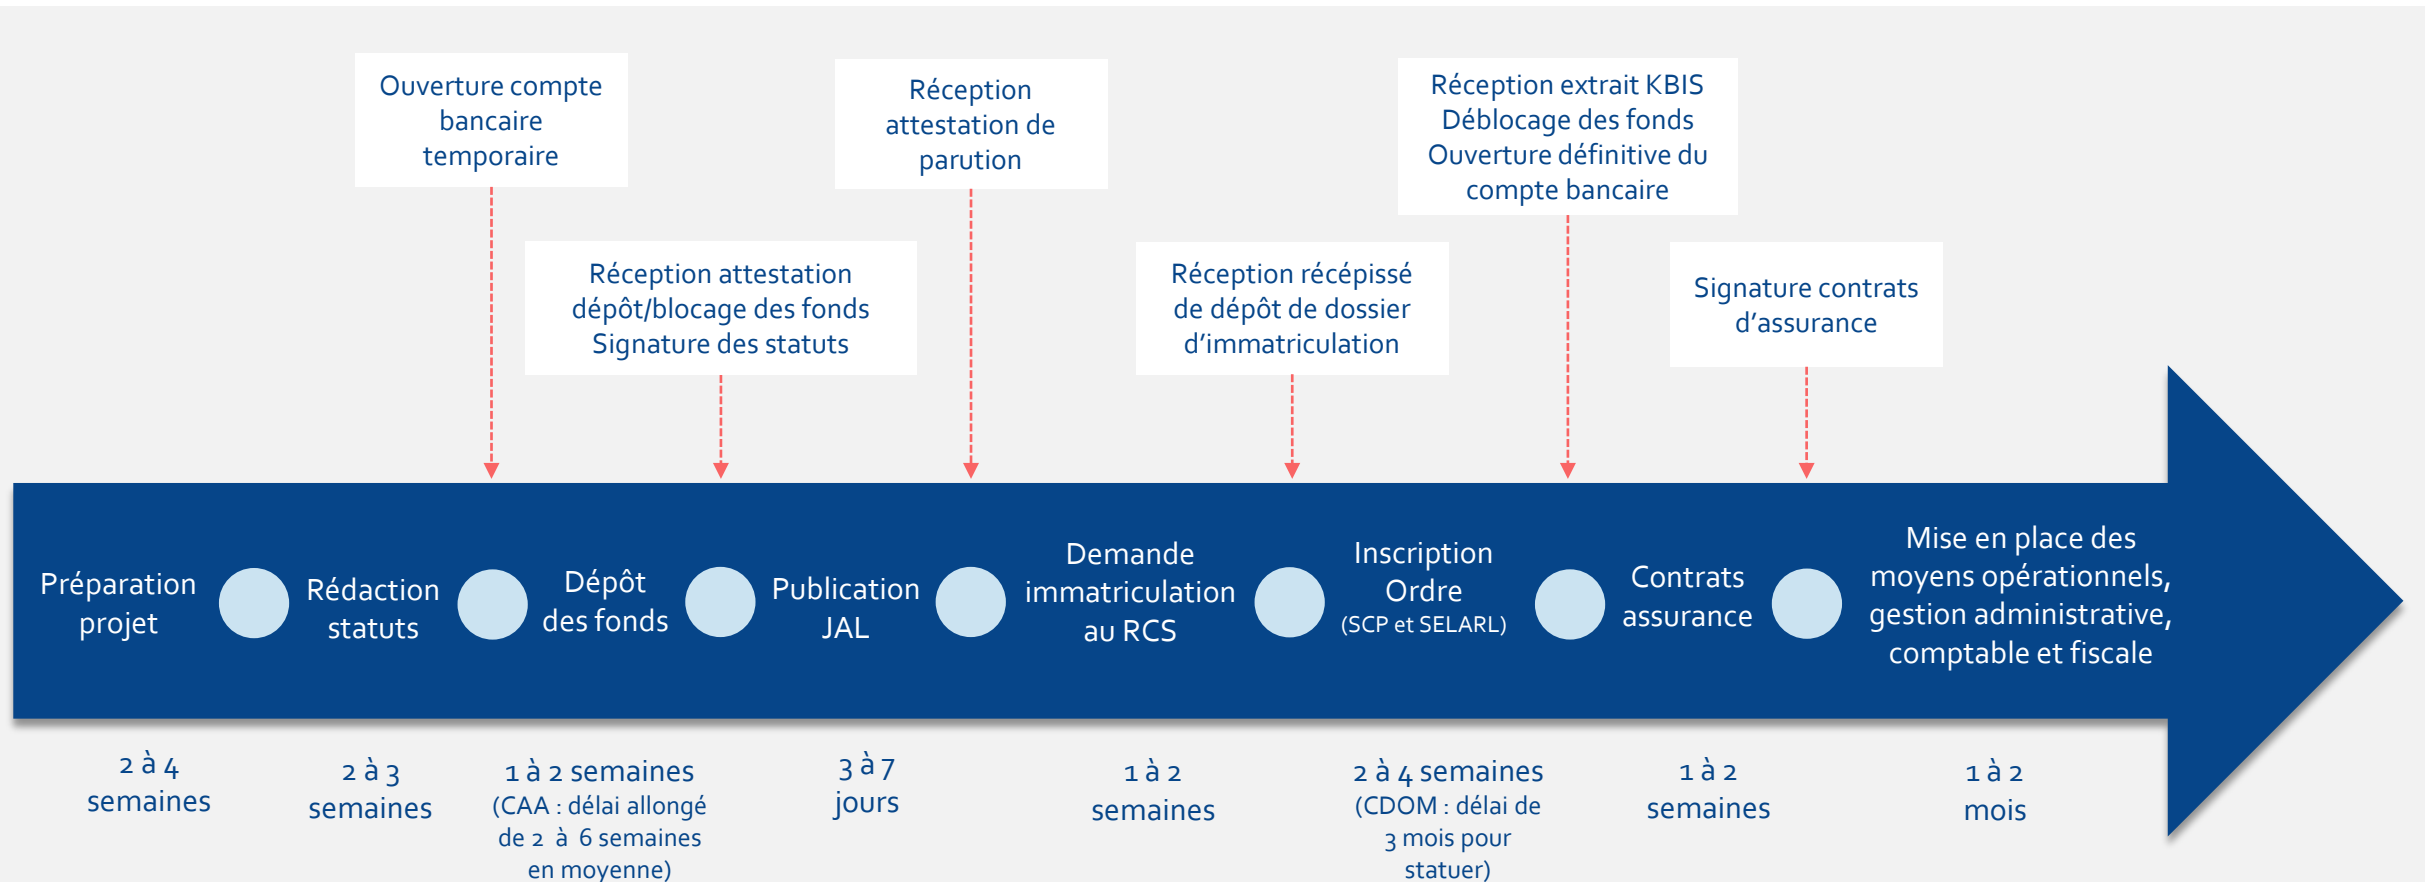 Ouverture compte
bancaire
temporaire
Réception attestation
dépôt/blocage des fonds
Signature des statuts
Réception
attestation de
parution
Réception récépissé
de dépôt de dossier
d'immatriculation
Réception extrait KBIS
Déblocage des fonds
Ouverture définitive du
compte bancaire
Signature contrats
d'assurance
Préparation
projet
Rédaction
statuts
Dépôt
des fonds
Publication
JAL
Demande
immatriculation
au RCS
Inscription
Ordre
(SCP et SELARL)
Contrats
assurance
Mise en place des
moyens opérationnels,
gestion administrative,
comptable et fiscale
2 à 4
semaines
2 à 3
semaines
1 à 2 semaines
(CAA : délai allongé
de 2 à 6 semaines
en moyenne)
3 à 7
jours
1 à 2
semaines
2 à 4 semaines
(CDOM : délai de
3 mois pour
statuer)
1 à 2
semaines
1 à 2
mois